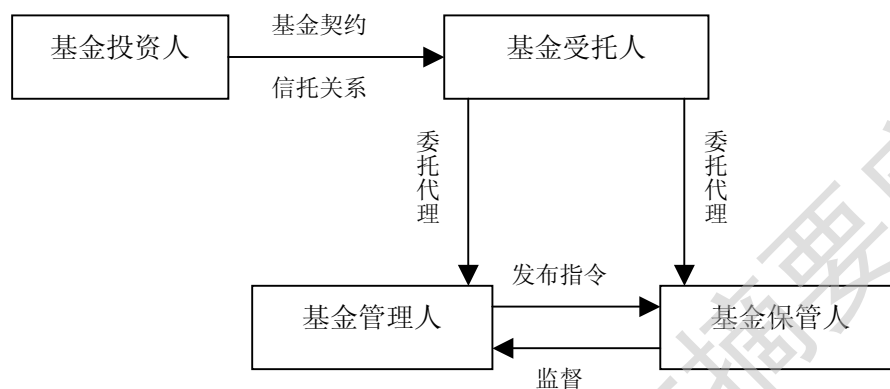 基金契约
基金投资人
基金受托人
信托关系
委托代理
委托代理
发布指令
基金管理人
基金保管人
监督
摘要